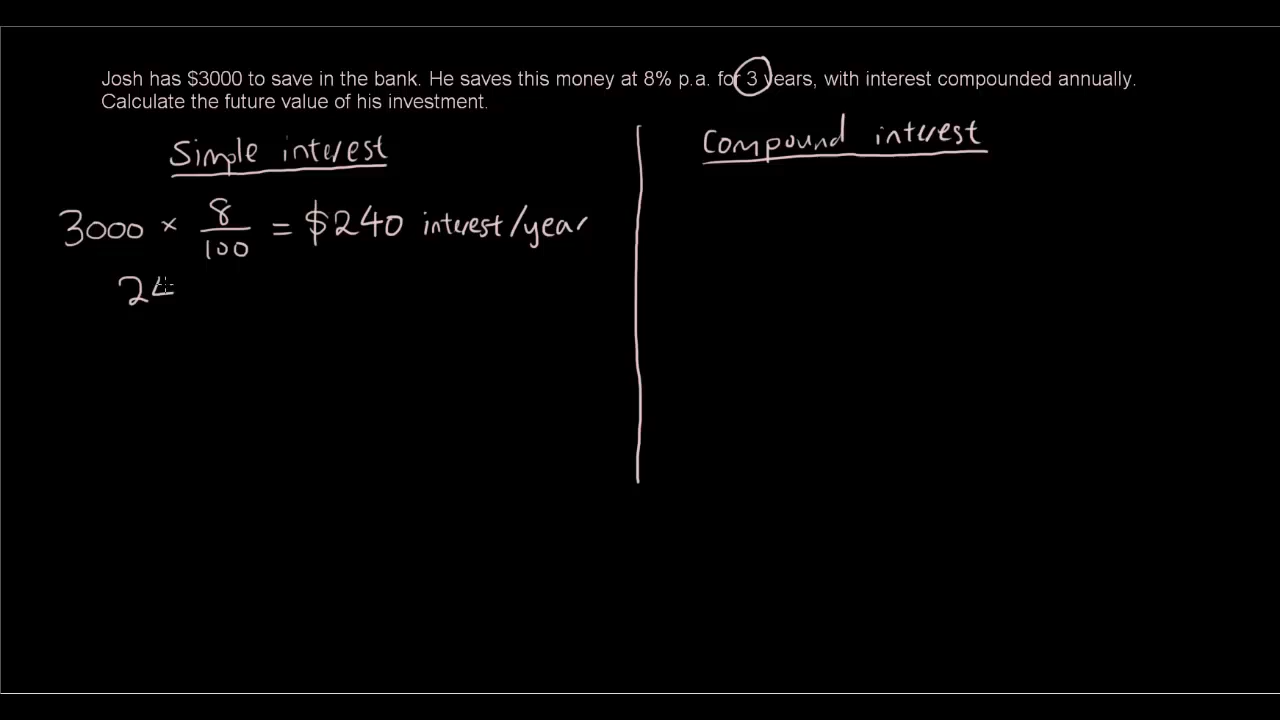 Josh has $3000 to save in the bank. He saves this money at 8% p.a. for 3 years, with interest compounded annually.
Calculate the future value of his investment.
Simple interest
3000 × 8/100 = $240 interest/year
24
Compound interest